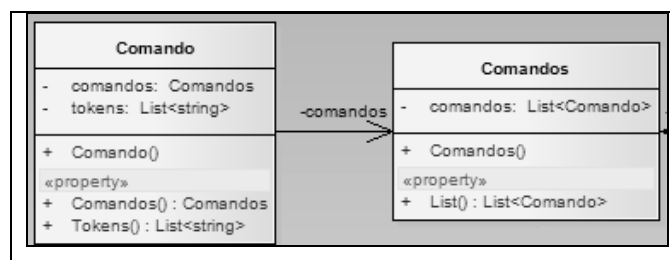 Comando
- comandos: Comandos
- tokens: List<string>
+ Comando()
«property»
+ Comandos() : Comandos
+ Tokens() : List<string>
-comandos
Comandos
- comandos: List<Comando>
+ Comandos()
«property»
+ List() : List<Comando>